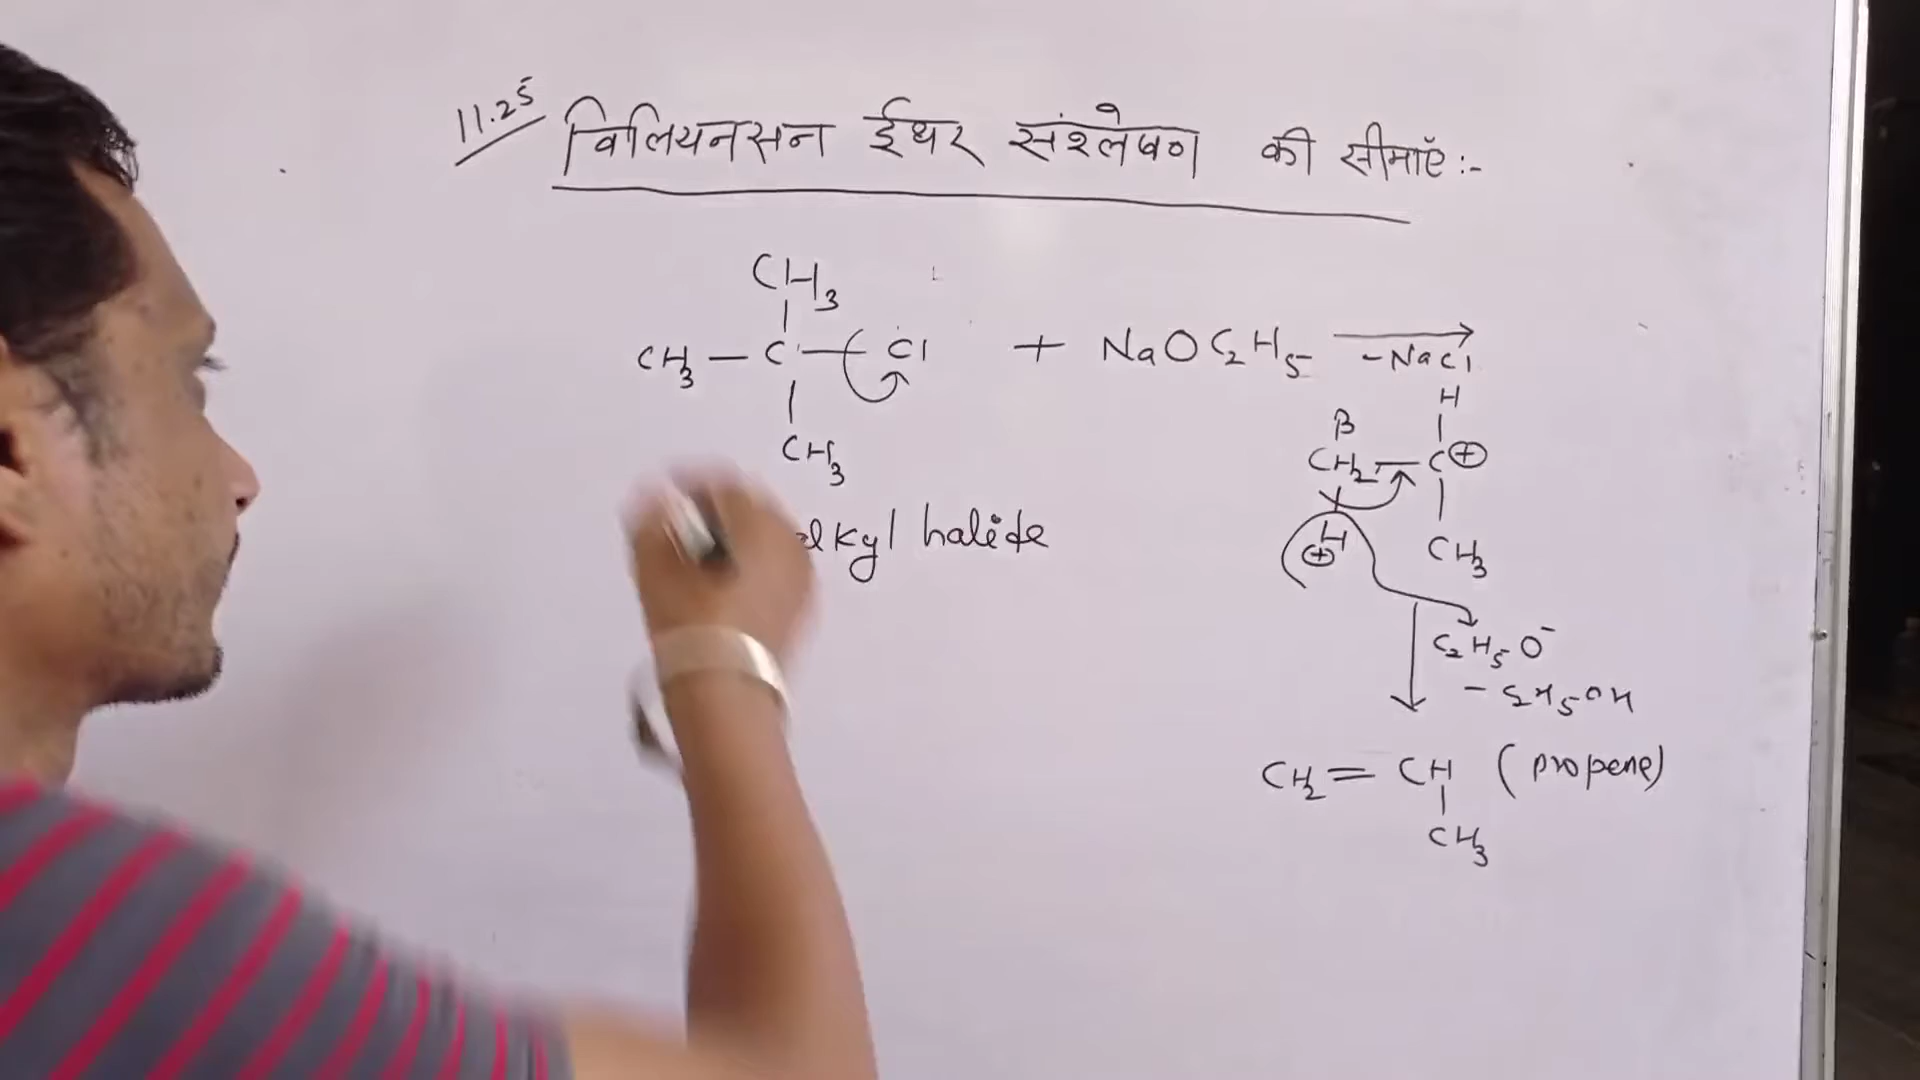 11.25 विलियनसन ईथर संश्लेषण की सीमाएँ :-
CH3
CH3 — C — Cl + NaOC2H5 → -NaCl
CH3
alkyl halide
H
β
CH2 — C ⊕
H ⊕
CH3
C2H5O⁻
- C2H5OH
CH2 = CH (propene)
CH3